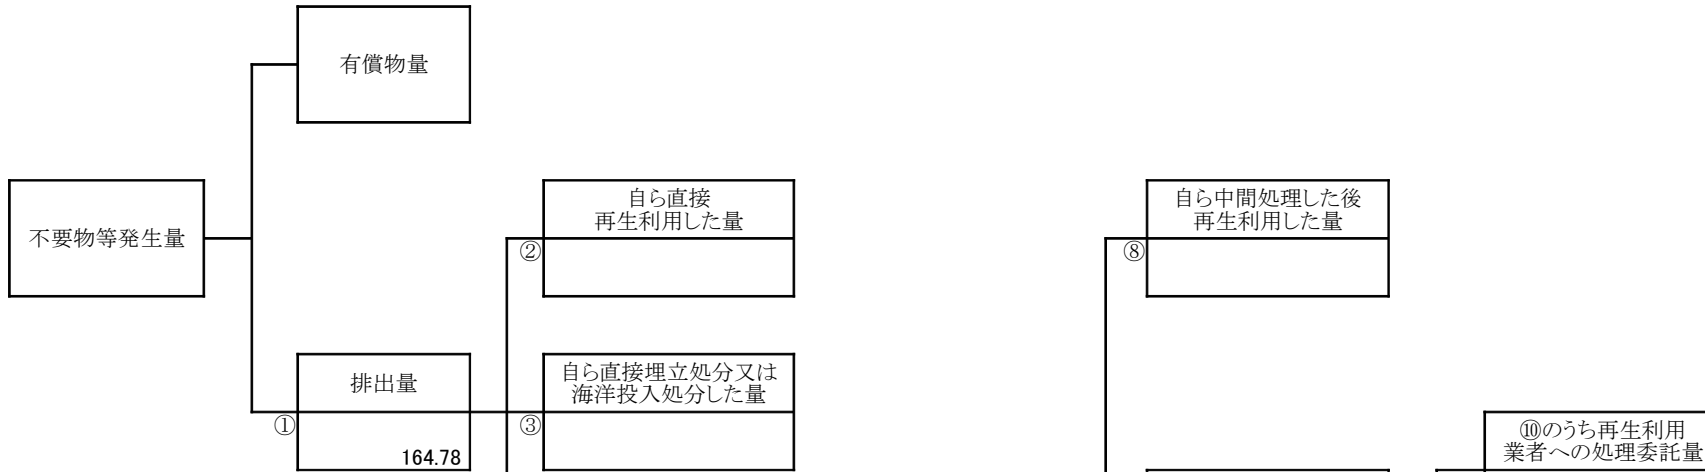 有償物量
不要物等発生量
自ら直接
再生利用した量
②
自ら中間処理した後
再生利用した量
⑧
排出量
①
164.78
自ら直接埋立処分又は
海洋投入処分した量
③
⑩のうち再生利用
業者への処理委託量